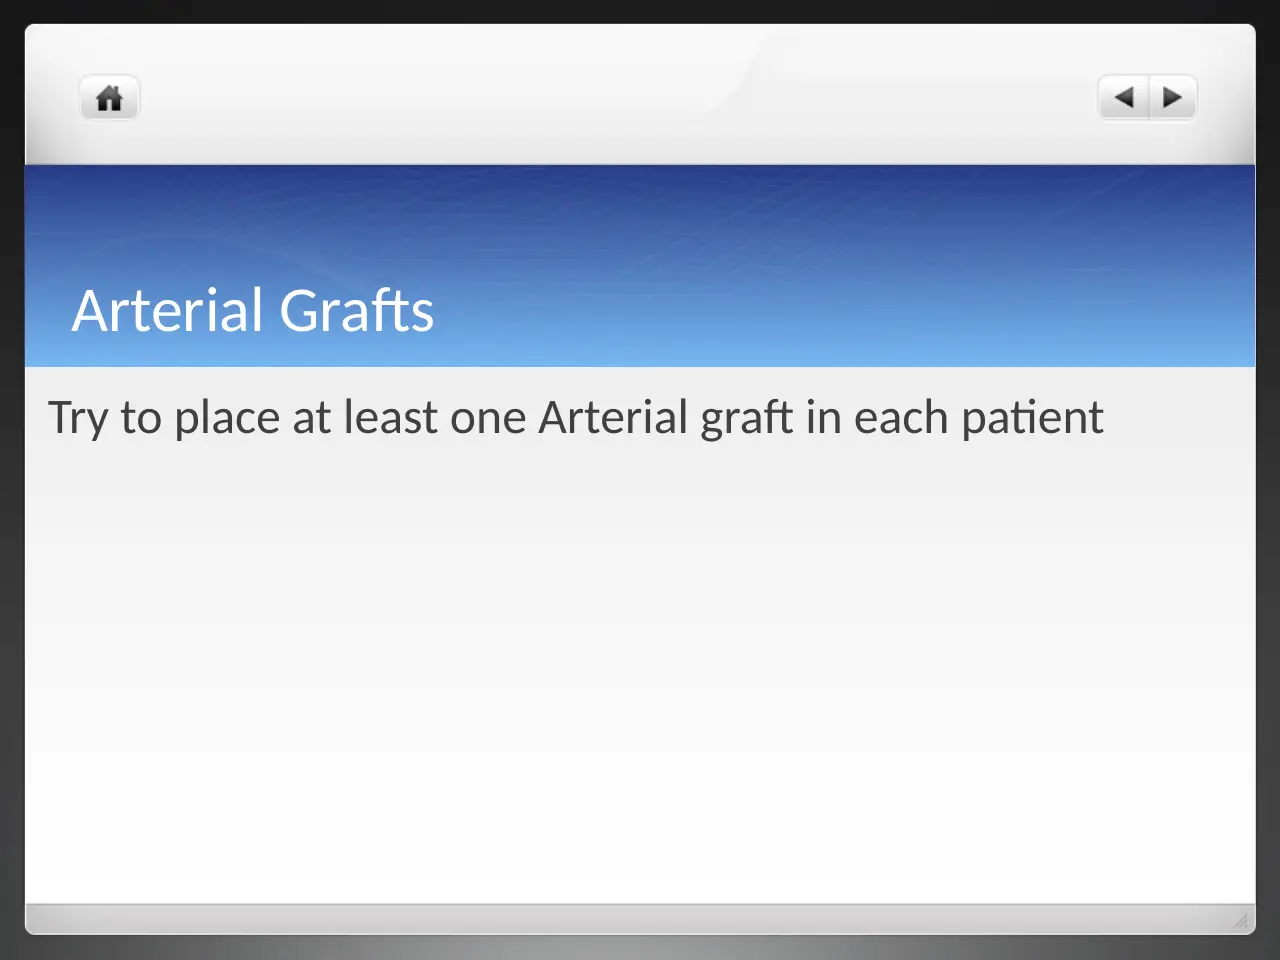 Arterial Grafts
Try to place at least one Arterial graft in each patient